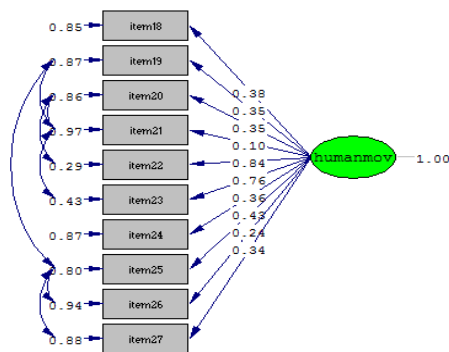 0.85 item18
0.87 item19
0.86 item20
0.97 item21
0.29 item22
0.43 item23
0.87 item24
0.80 item25
0.94 item26
0.88 item27
0.38
0.35
0.35
0.10
0.84
0.76
0.36
0.43
0.24
0.34
humanmov 1.00